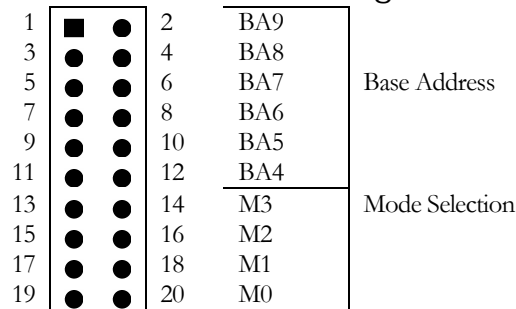 1 2 BA9
3 4 BA8
5 6 BA7 Base Address
7 8 BA6
9 10 BA5
11 12 BA4
13 14 M3 Mode Selection
15 16 M2
17 18 M1
19 20 M0